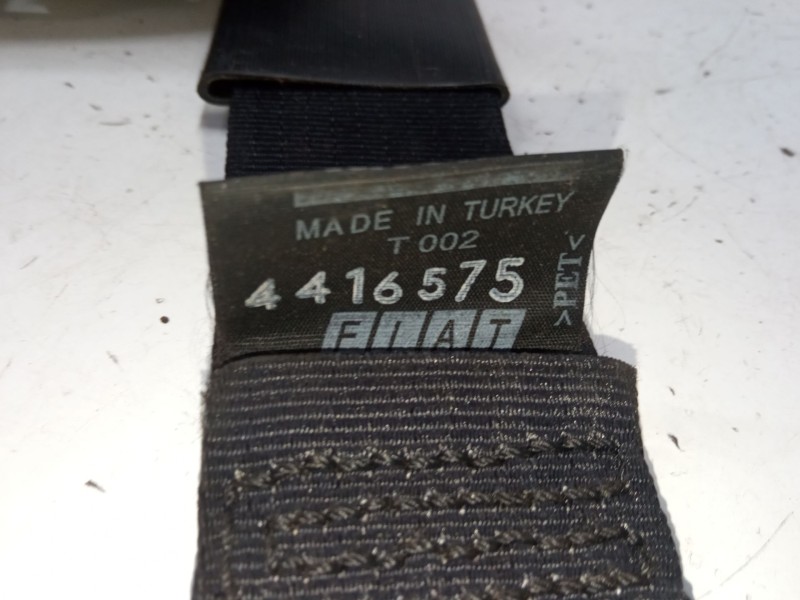 MADE IN TURKEY
T 002
4416575
FIAT
>PET<